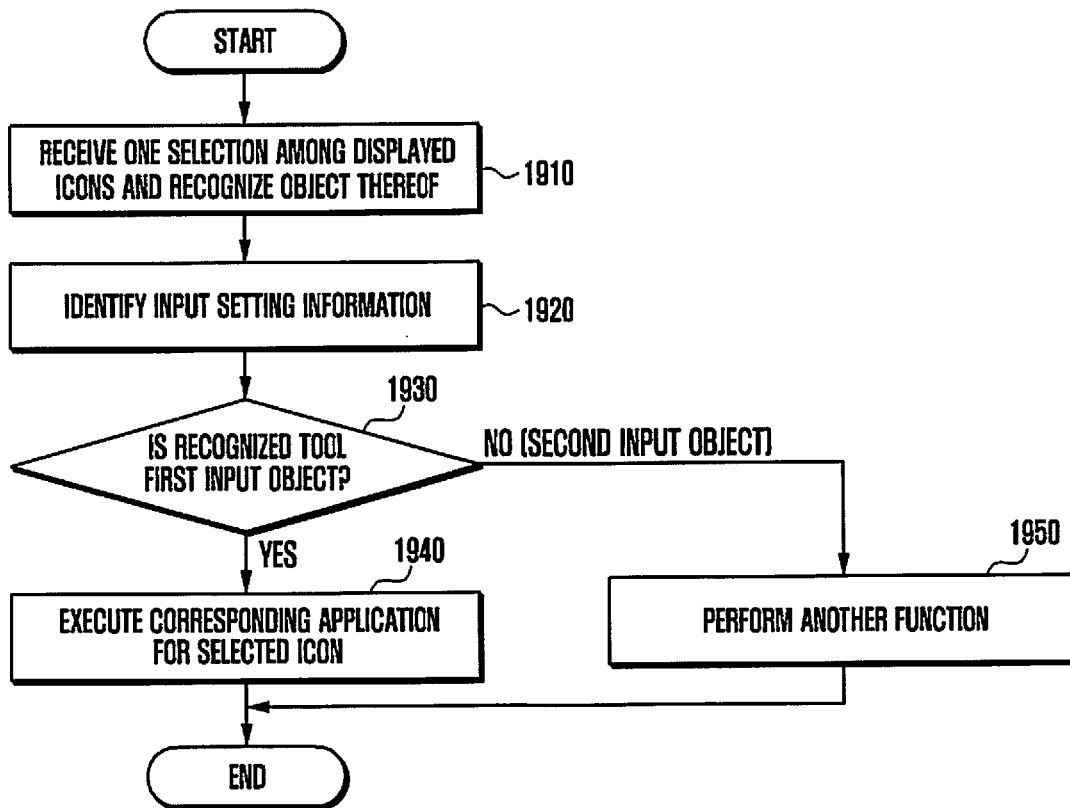 START
RECEIVE ONE SELECTION AMONG DISPLAYED
ICONS AND RECOGNIZE OBJECT THEREOF
1910
IDENTIFY INPUT SETTING INFORMATION
1920
1930
IS RECOGNIZED TOOL
FIRST INPUT OBJECT?
NO (SECOND INPUT OBJECT)
YES
1940
EXECUTE CORRESPONDING APPLICATION
FOR SELECTED ICON
1950
PERFORM ANOTHER FUNCTION
END